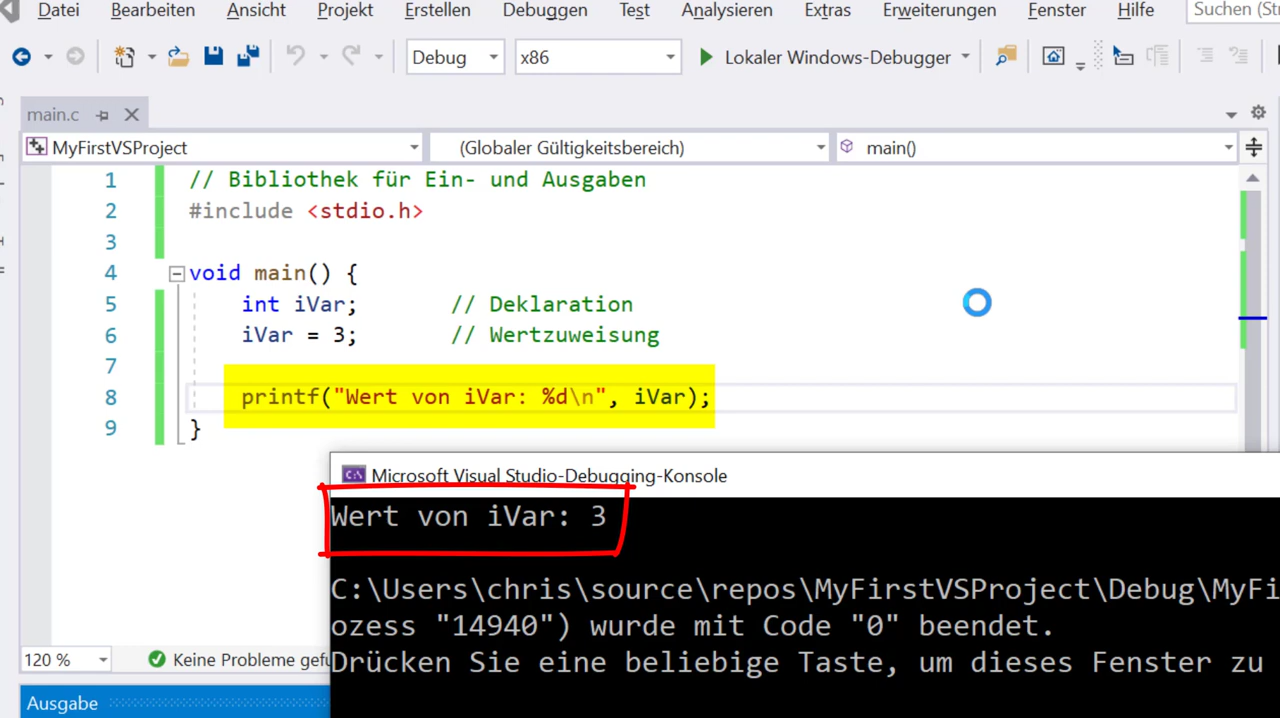 Datei Bearbeiten Ansicht Projekt Erstellen Debuggen Test Analysieren Extras Erweiterungen Fenster Hilfe Suchen
Debug x86 Lokaler Windows-Debugger
main.c
MyFirstVSProject (Globaler Gültigkeitsbereich) main()
1 // Bibliothek für Ein- und Ausgaben
2 #include <stdio.h>
3
4 void main() {
5 int iVar; // Deklaration
6 iVar = 3; // Wertzuweisung
7
8 printf("Wert von iVar: %d\n", iVar);
9 }
Microsoft Visual Studio-Debugging-Konsole
Wert von iVar: 3
C:\Users\chris\source\repos\MyFirstVSProject\Debug\MyFi
ozess "14940") wurde mit Code "0" beendet.
Drücken Sie eine beliebige Taste, um dieses Fenster zu
120 % Keine Probleme gefu
Ausgabe